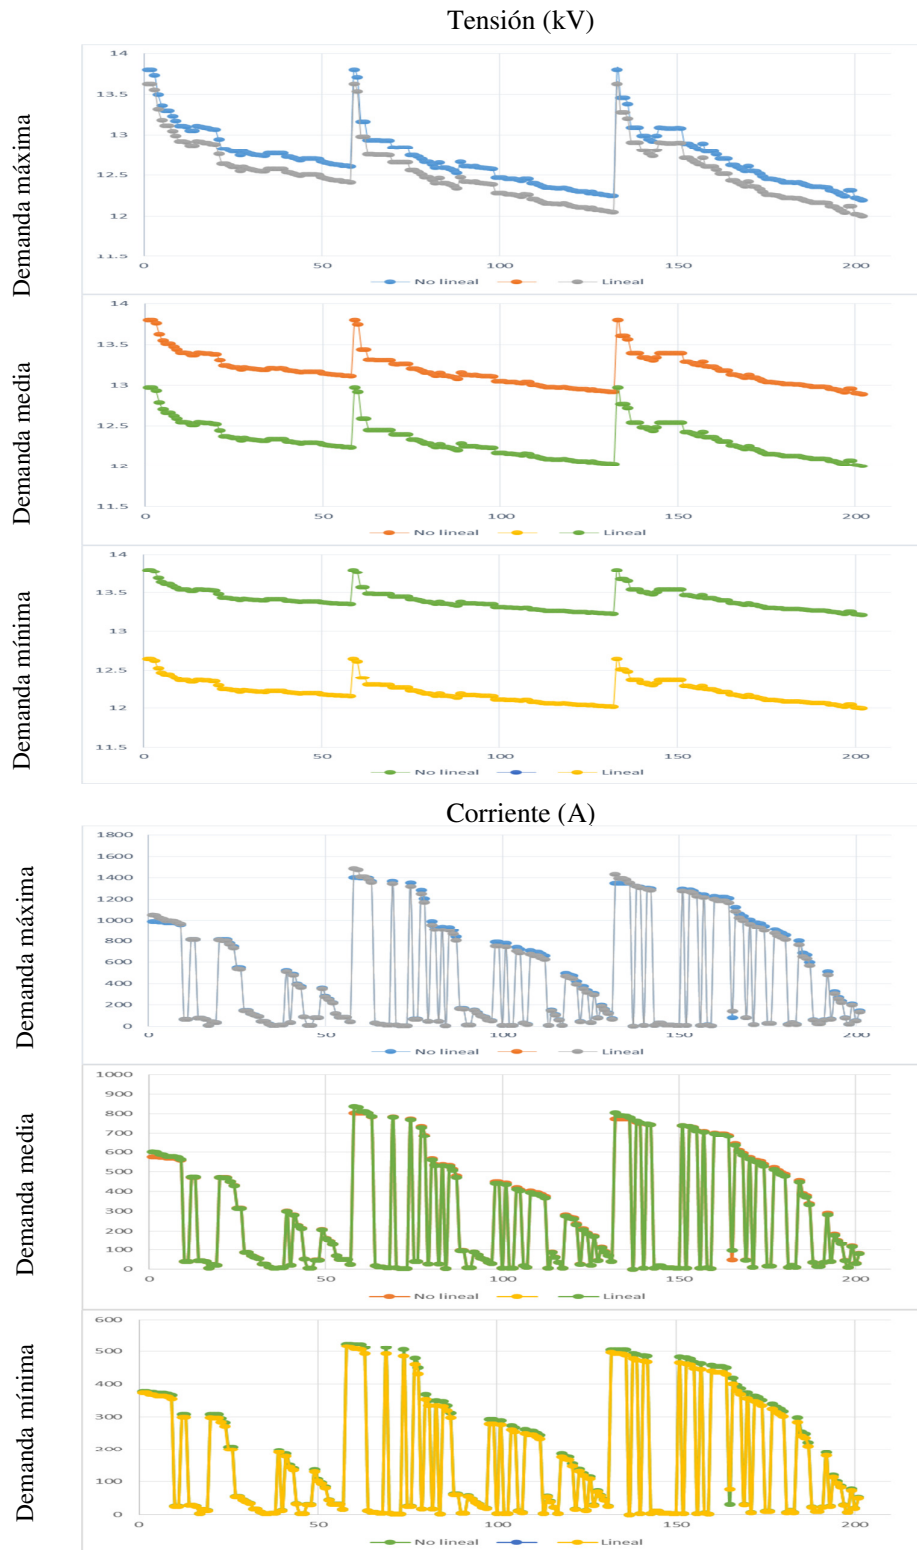 Tensión (kV)
Demanda máxima
14
13.5
13
12.5
12
11.5
0 50 100 150 200
No lineal Lineal
Demanda media
14
13.5
13
12.5
12
11.5
0 50 100 150 200
No lineal Lineal
Demanda mínima
14
13.5
13
12.5
12
11.5
0 50 100 150 200
No lineal Lineal
Corriente (A)
Demanda máxima
1800
1600
1400
1200
1000
800
600
400
200
0
0 50 100 150 200
No lineal Lineal
Demanda media
1000
900
800
700
600
500
400
300
200
100
0
0 50 100 150 200
No lineal Lineal
Demanda mínima
600
500
400
300
200
100
0
0 50 100 150 200
No lineal Lineal